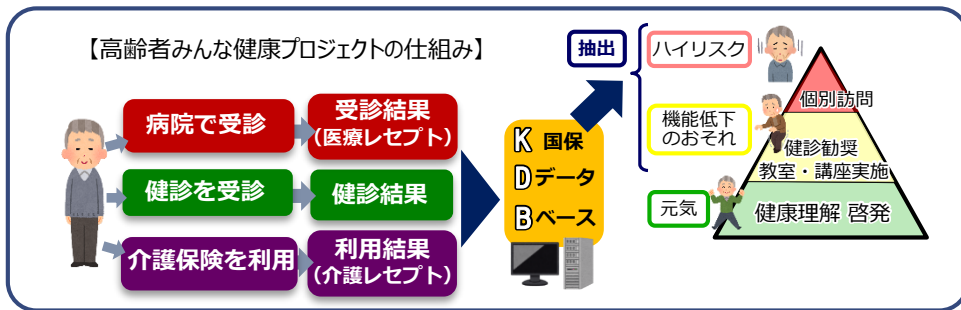 【高齢者みんな健康プロジェクトの仕組み】
病院で受診
受診結果
(医療レセプト)
健診を受診
健診結果
介護保険を利用
利用結果
(介護レセプト)
K 国保
D データ
B ベース
抽出
ハイリスク
機能低下
のおそれ
元気
個別訪問
健診勧奨
教室・講座実施
健康理解 啓発